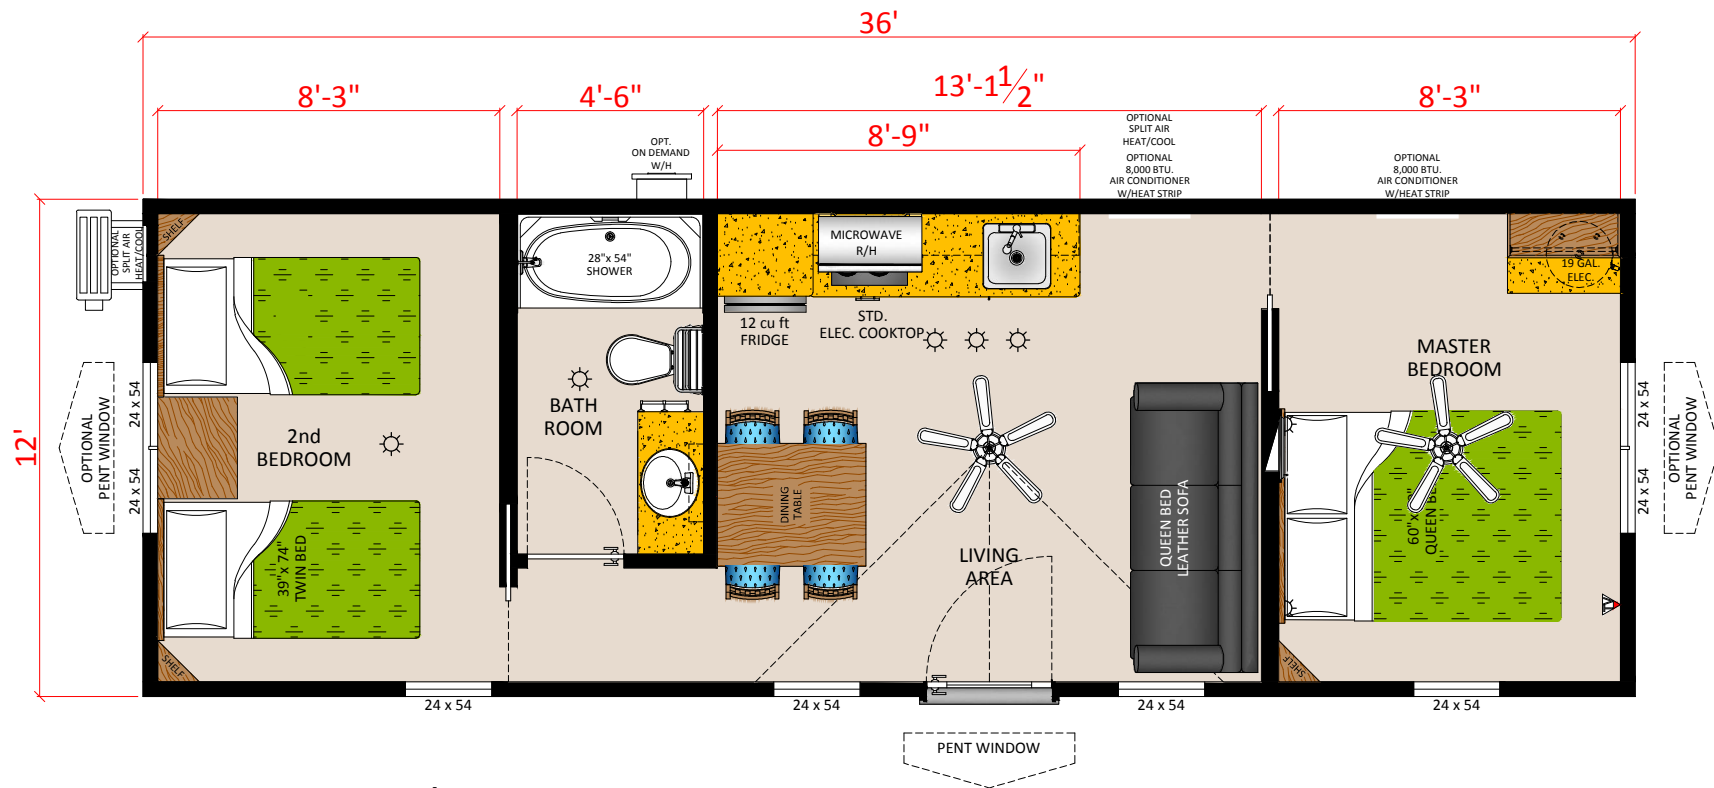 36'
8'-3"
4'-6"
13'-1 1/2"
8'-3"
8'-9"
OPTIONAL
SPLIT AIR
HEAT/COOL
OPTIONAL
8,000 BTU.
AIR CONDITIONER
W/HEAT STRIP
OPTIONAL
8,000 BTU.
AIR CONDITIONER
W/HEAT STRIP
OPT.
ON DEMAND
W/H
12'
OPTIONAL
SPLIT AIR
HEAT/COOL
SHELF
28"x 54"
SHOWER
MICROWAVE
R/H
12 cu ft
FRIDGE
STD.
ELEC. COOKTOP
19 GAL.
ELEC.
MASTER
BEDROOM
OPTIONAL
PENT WINDOW
24 x 54
24 x 54
2nd
BEDROOM
BATH
ROOM
DINING
TABLE
LIVING
AREA
QUEEN BED
LEATHER SOFA
QUEEN BED
24 x 54
24 x 54
OPTIONAL
PENT WINDOW
39"x 74"
TWIN BED
TV
SHELF
SHELF
24 x 54
24 x 54
24 x 54
24 x 54
PENT WINDOW